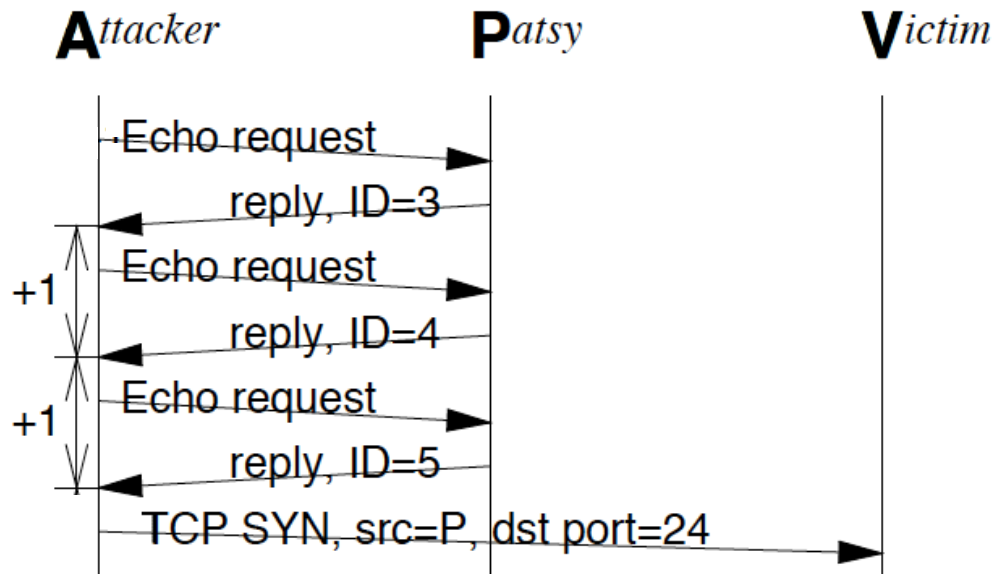 Attacker Patsy Victim
Echo request
reply, ID=3
Echo request
+1
reply, ID=4
Echo request
+1
reply, ID=5
TCP SYN, src=P, dst port=24